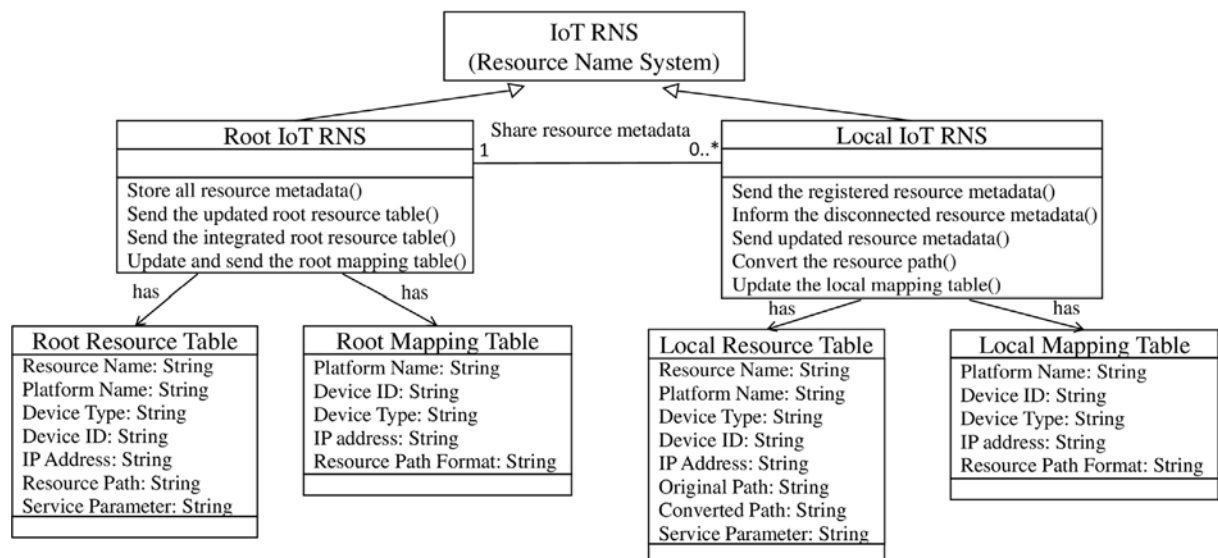 IoT RNS
(Resource Name System)
Root IoT RNS
Store all resource metadata()
Send the updated root resource table()
Send the integrated root resource table()
Update and send the root mapping table()
Share resource metadata
1
0..*
Local IoT RNS
Send the registered resource metadata()
Inform the disconnected resource metadata()
Send updated resource metadata()
Convert the resource path()
Update the local mapping table()
has
has
has
has
Root Resource Table
Resource Name: String
Platform Name: String
Device Type: String
Device ID: String
IP Address: String
Resource Path: String
Service Parameter: String
Root Mapping Table
Platform Name: String
Device ID: String
Device Type: String
IP address: String
Resource Path Format: String
Local Resource Table
Resource Name: String
Platform Name: String
Device Type: String
Device ID: String
IP Address: String
Original Path: String
Converted Path: String
Service Parameter: String
Local Mapping Table
Platform Name: String
Device ID: String
Device Type: String
IP address: String
Resource Path Format: String